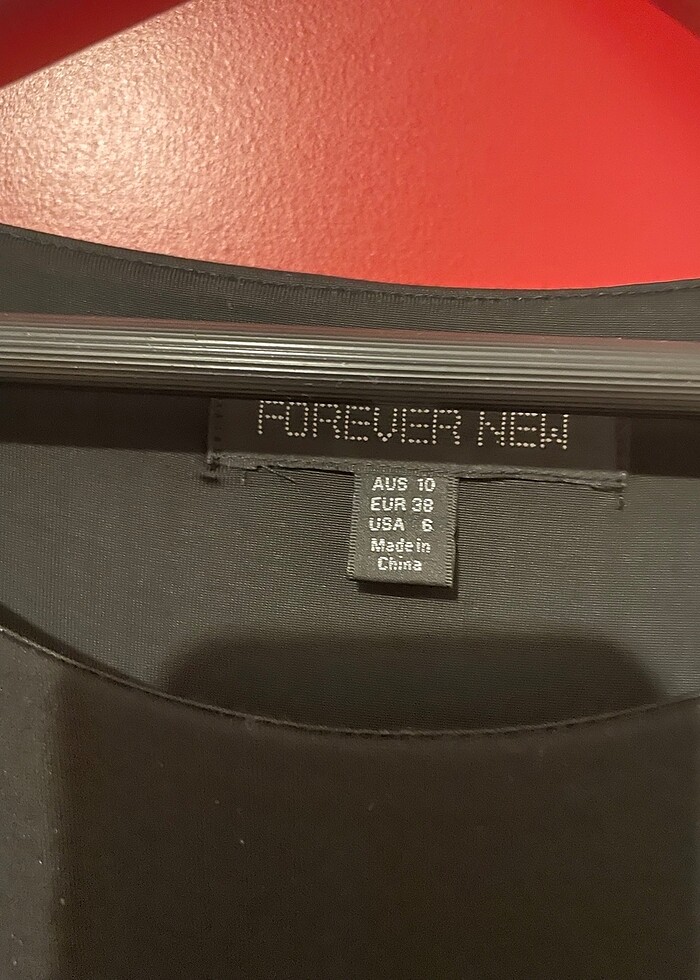 FOREVER NEW
AUS 10
EUR 38
USA 6
Made in
China